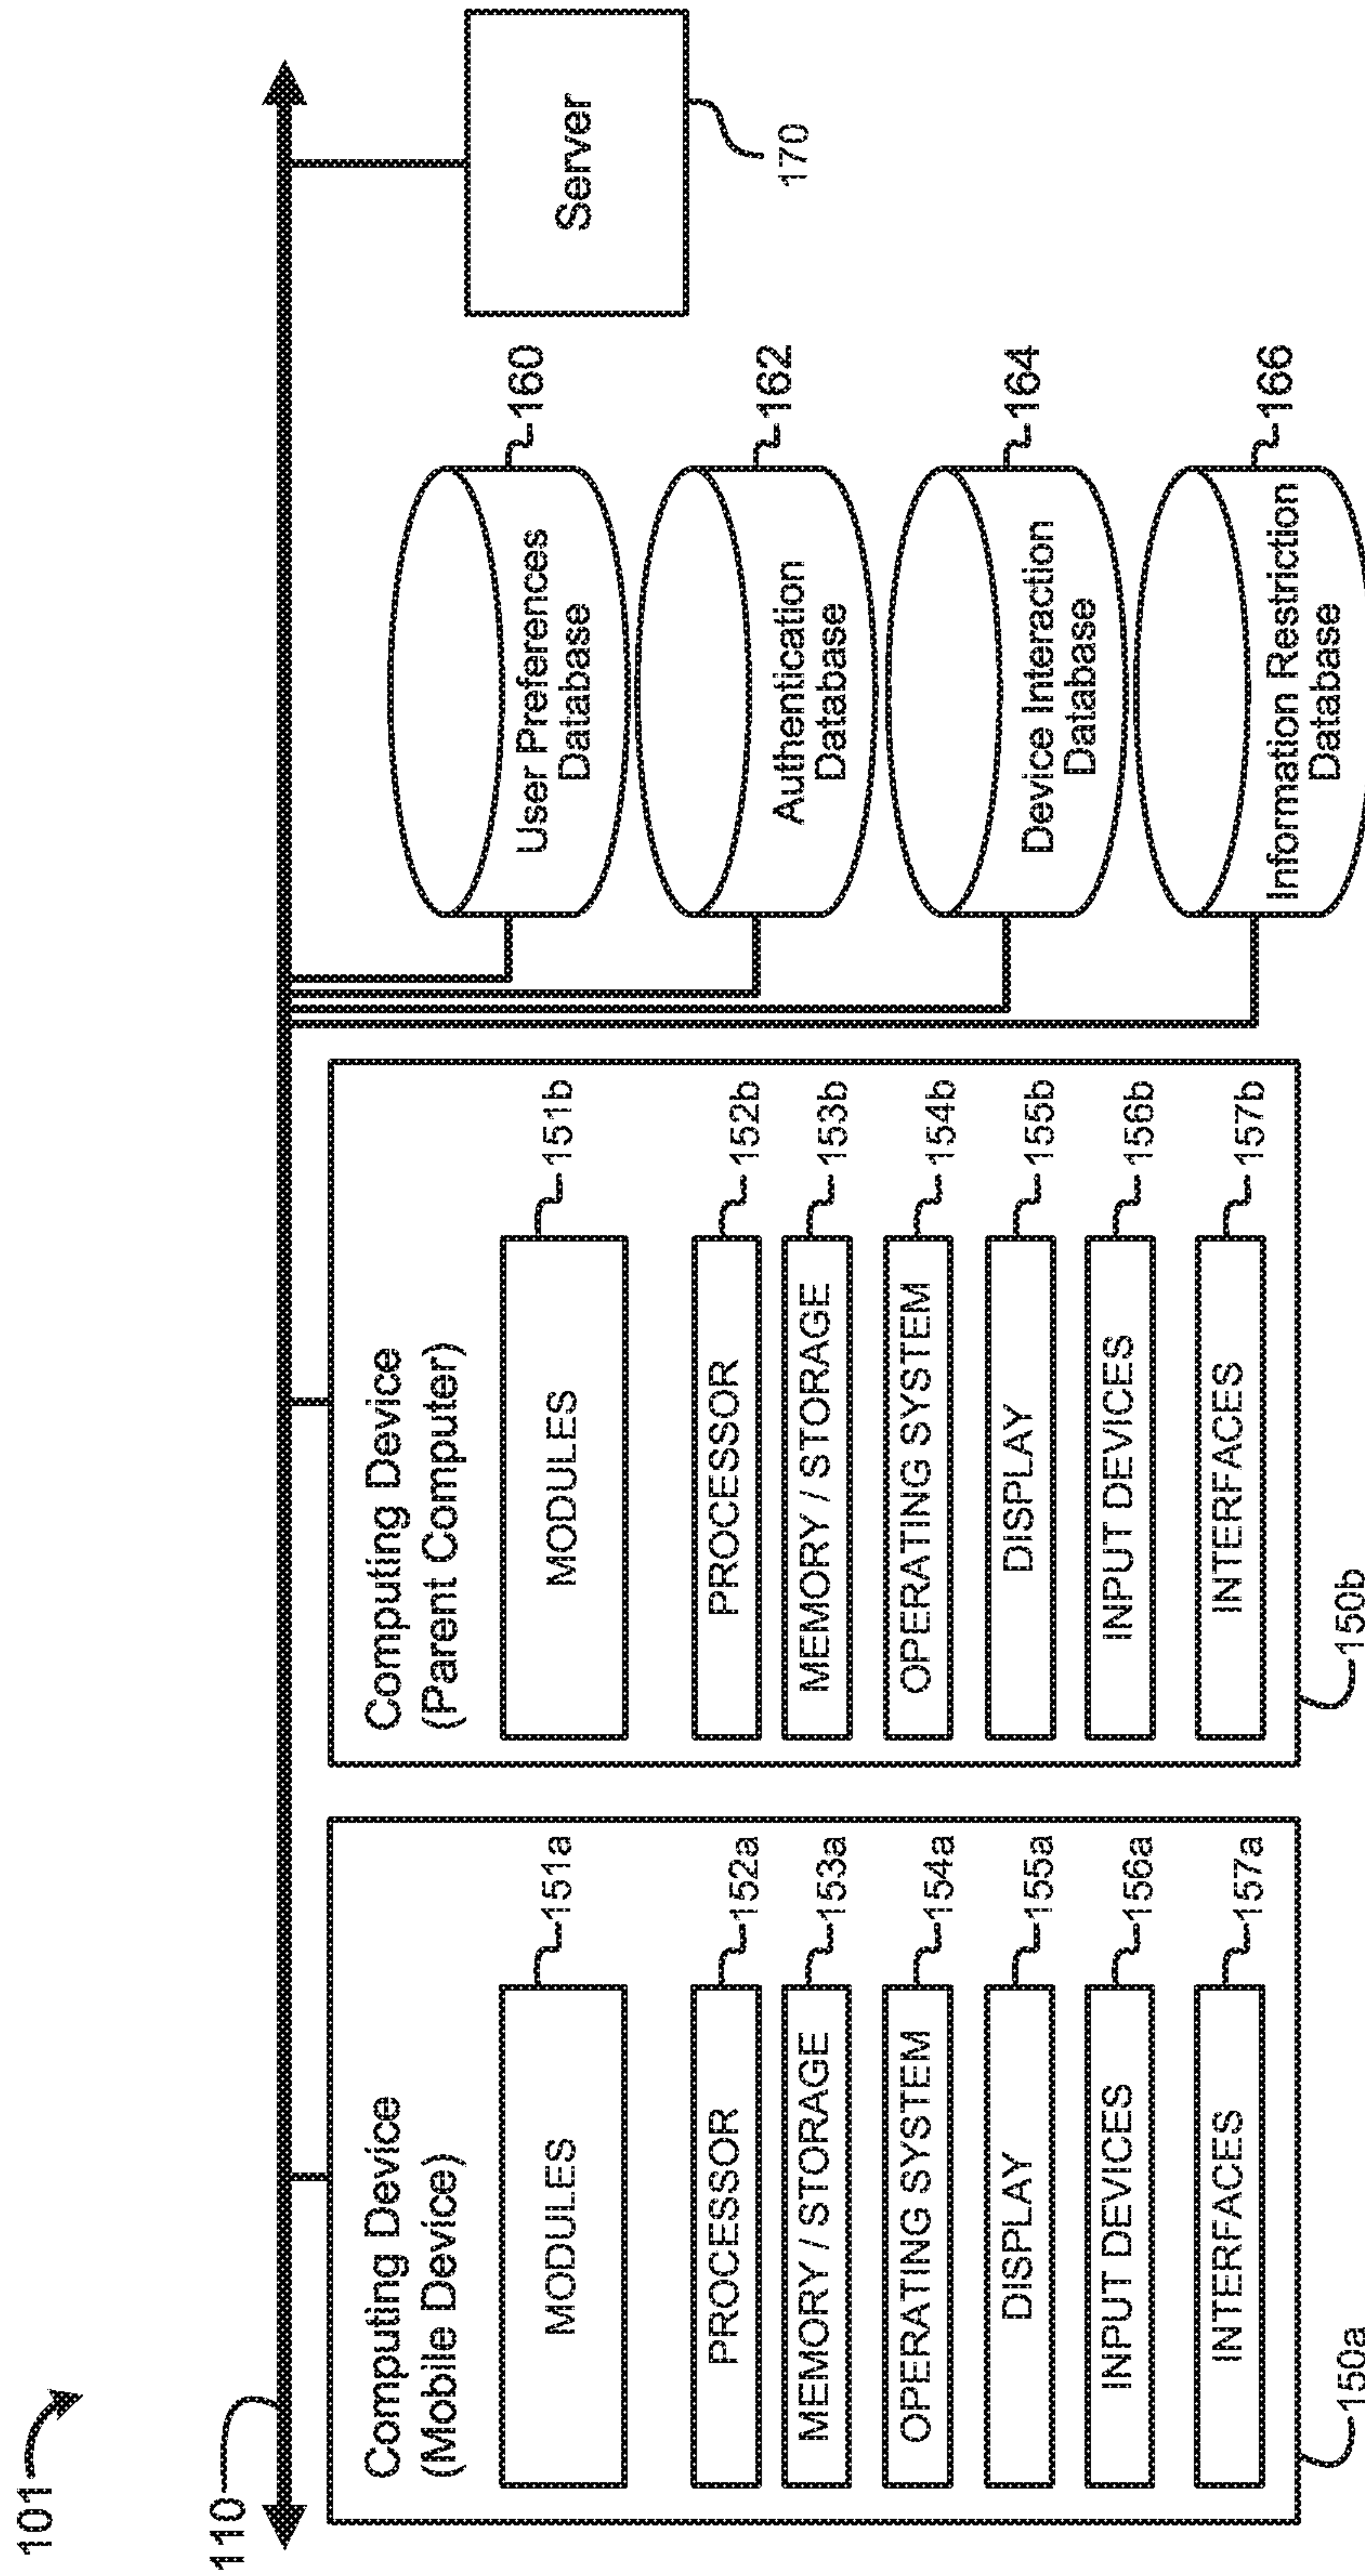 101
110
Computing Device
(Mobile Device)
MODULES
151a
PROCESSOR
152a
MEMORY / STORAGE
153a
OPERATING SYSTEM
154a
DISPLAY
155a
INPUT DEVICES
156a
INTERFACES
157a
150a
Computing Device
(Parent Computer)
MODULES
151b
PROCESSOR
152b
MEMORY / STORAGE
153b
OPERATING SYSTEM
154b
DISPLAY
155b
INPUT DEVICES
156b
INTERFACES
157b
150b
User Preferences
Database
160
Authentication
Database
162
Device Interaction
Database
164
Information Restriction
Database
166
Server
170